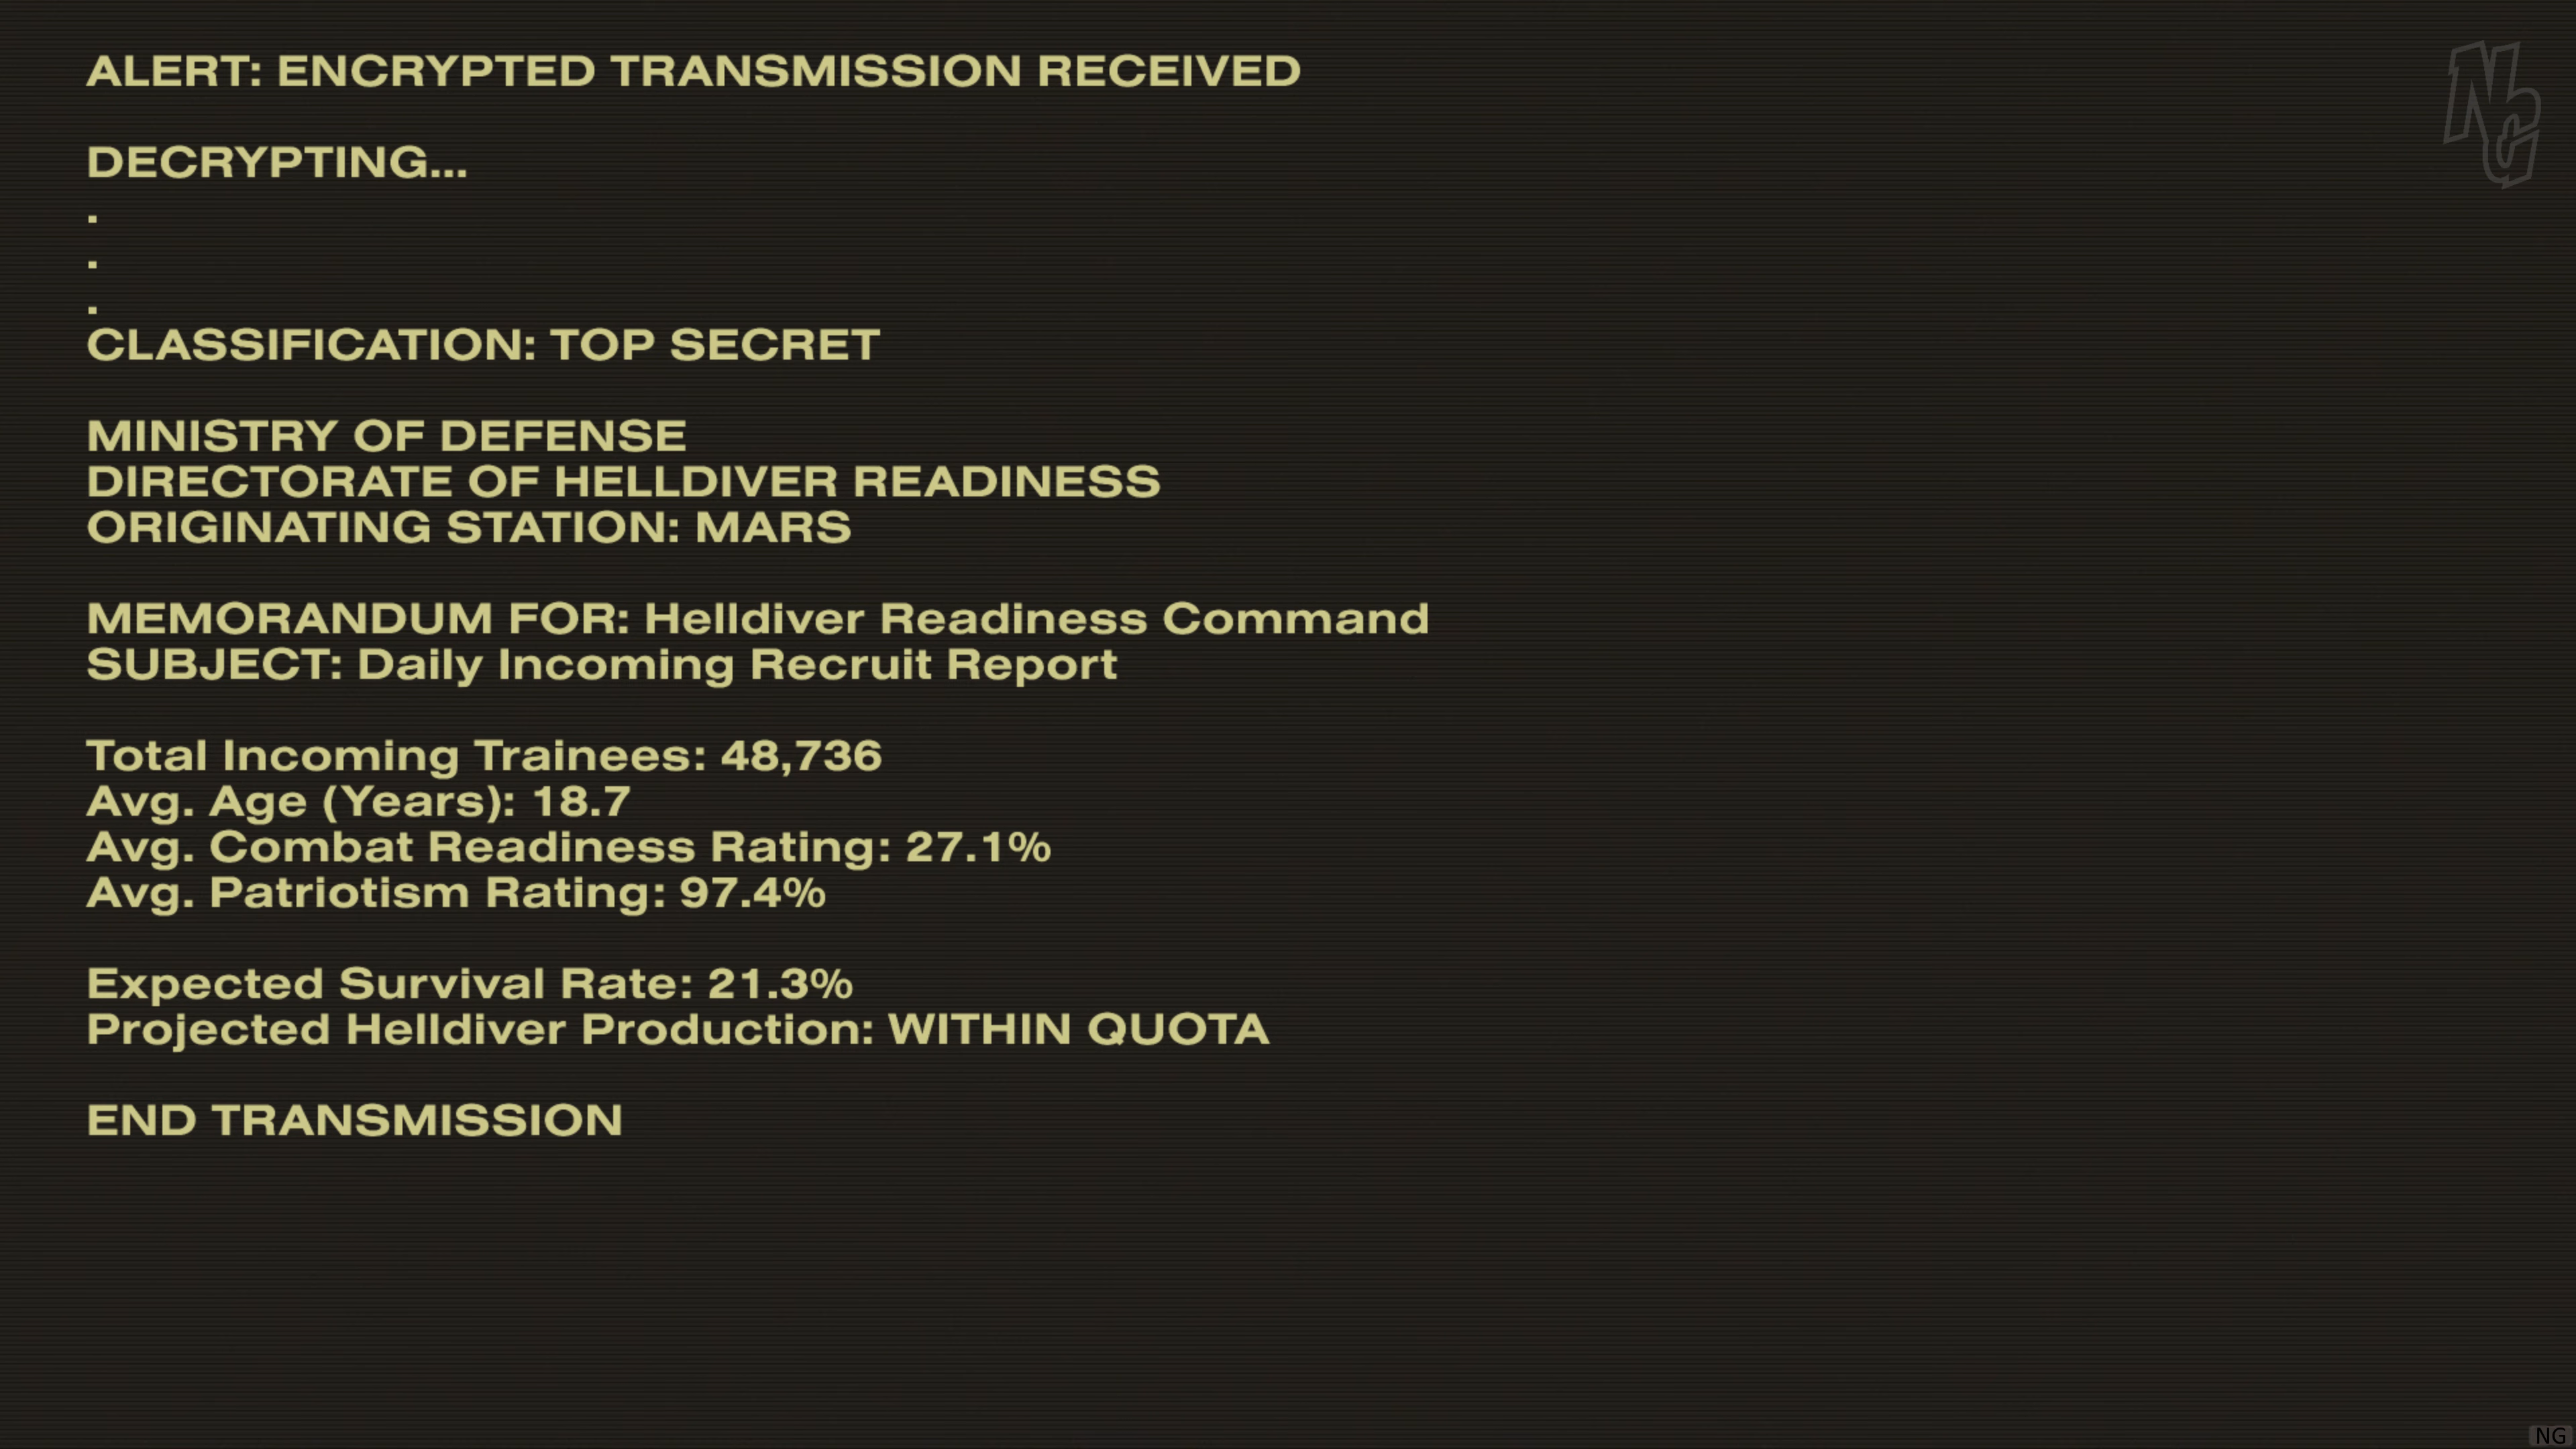 ALERT: ENCRYPTED TRANSMISSION RECEIVED
DECRYPTING...
.
.
.
CLASSIFICATION: TOP SECRET
MINISTRY OF DEFENSE
DIRECTORATE OF HELLDIVER READINESS
ORIGINATING STATION: MARS
MEMORANDUM FOR: Helldiver Readiness Command
SUBJECT: Daily Incoming Recruit Report
Total Incoming Trainees: 48,736
Avg. Age (Years): 18.7
Avg. Combat Readiness Rating: 27.1%
Avg. Patriotism Rating: 97.4%
Expected Survival Rate: 21.3%
Projected Helldiver Production: WITHIN QUOTA
END TRANSMISSION
NG